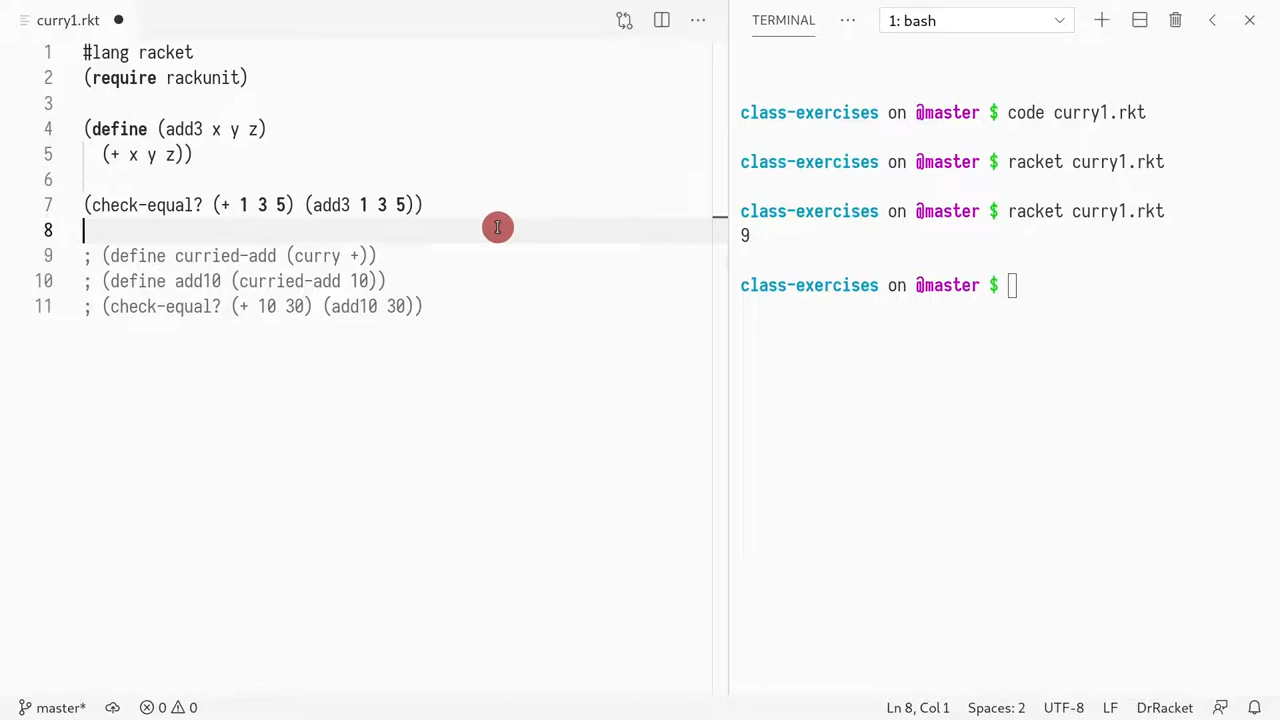 curry1.rkt
1 #lang racket
2 (require rackunit)
3
4 (define (add3 x y z)
5   (+ x y z))
6
7 (check-equal? (+ 1 3 5) (add3 1 3 5))
8
9 ; (define curried-add (curry +))
10 ; (define add10 (curried-add 10))
11 ; (check-equal? (+ 10 30) (add10 30))
TERMINAL
1: bash
class-exercises on @master $ code curry1.rkt
class-exercises on @master $ racket curry1.rkt
class-exercises on @master $ racket curry1.rkt
9
class-exercises on @master $
master* 0 0 Ln 8, Col 1 Spaces: 2 UTF-8 LF DrRacket